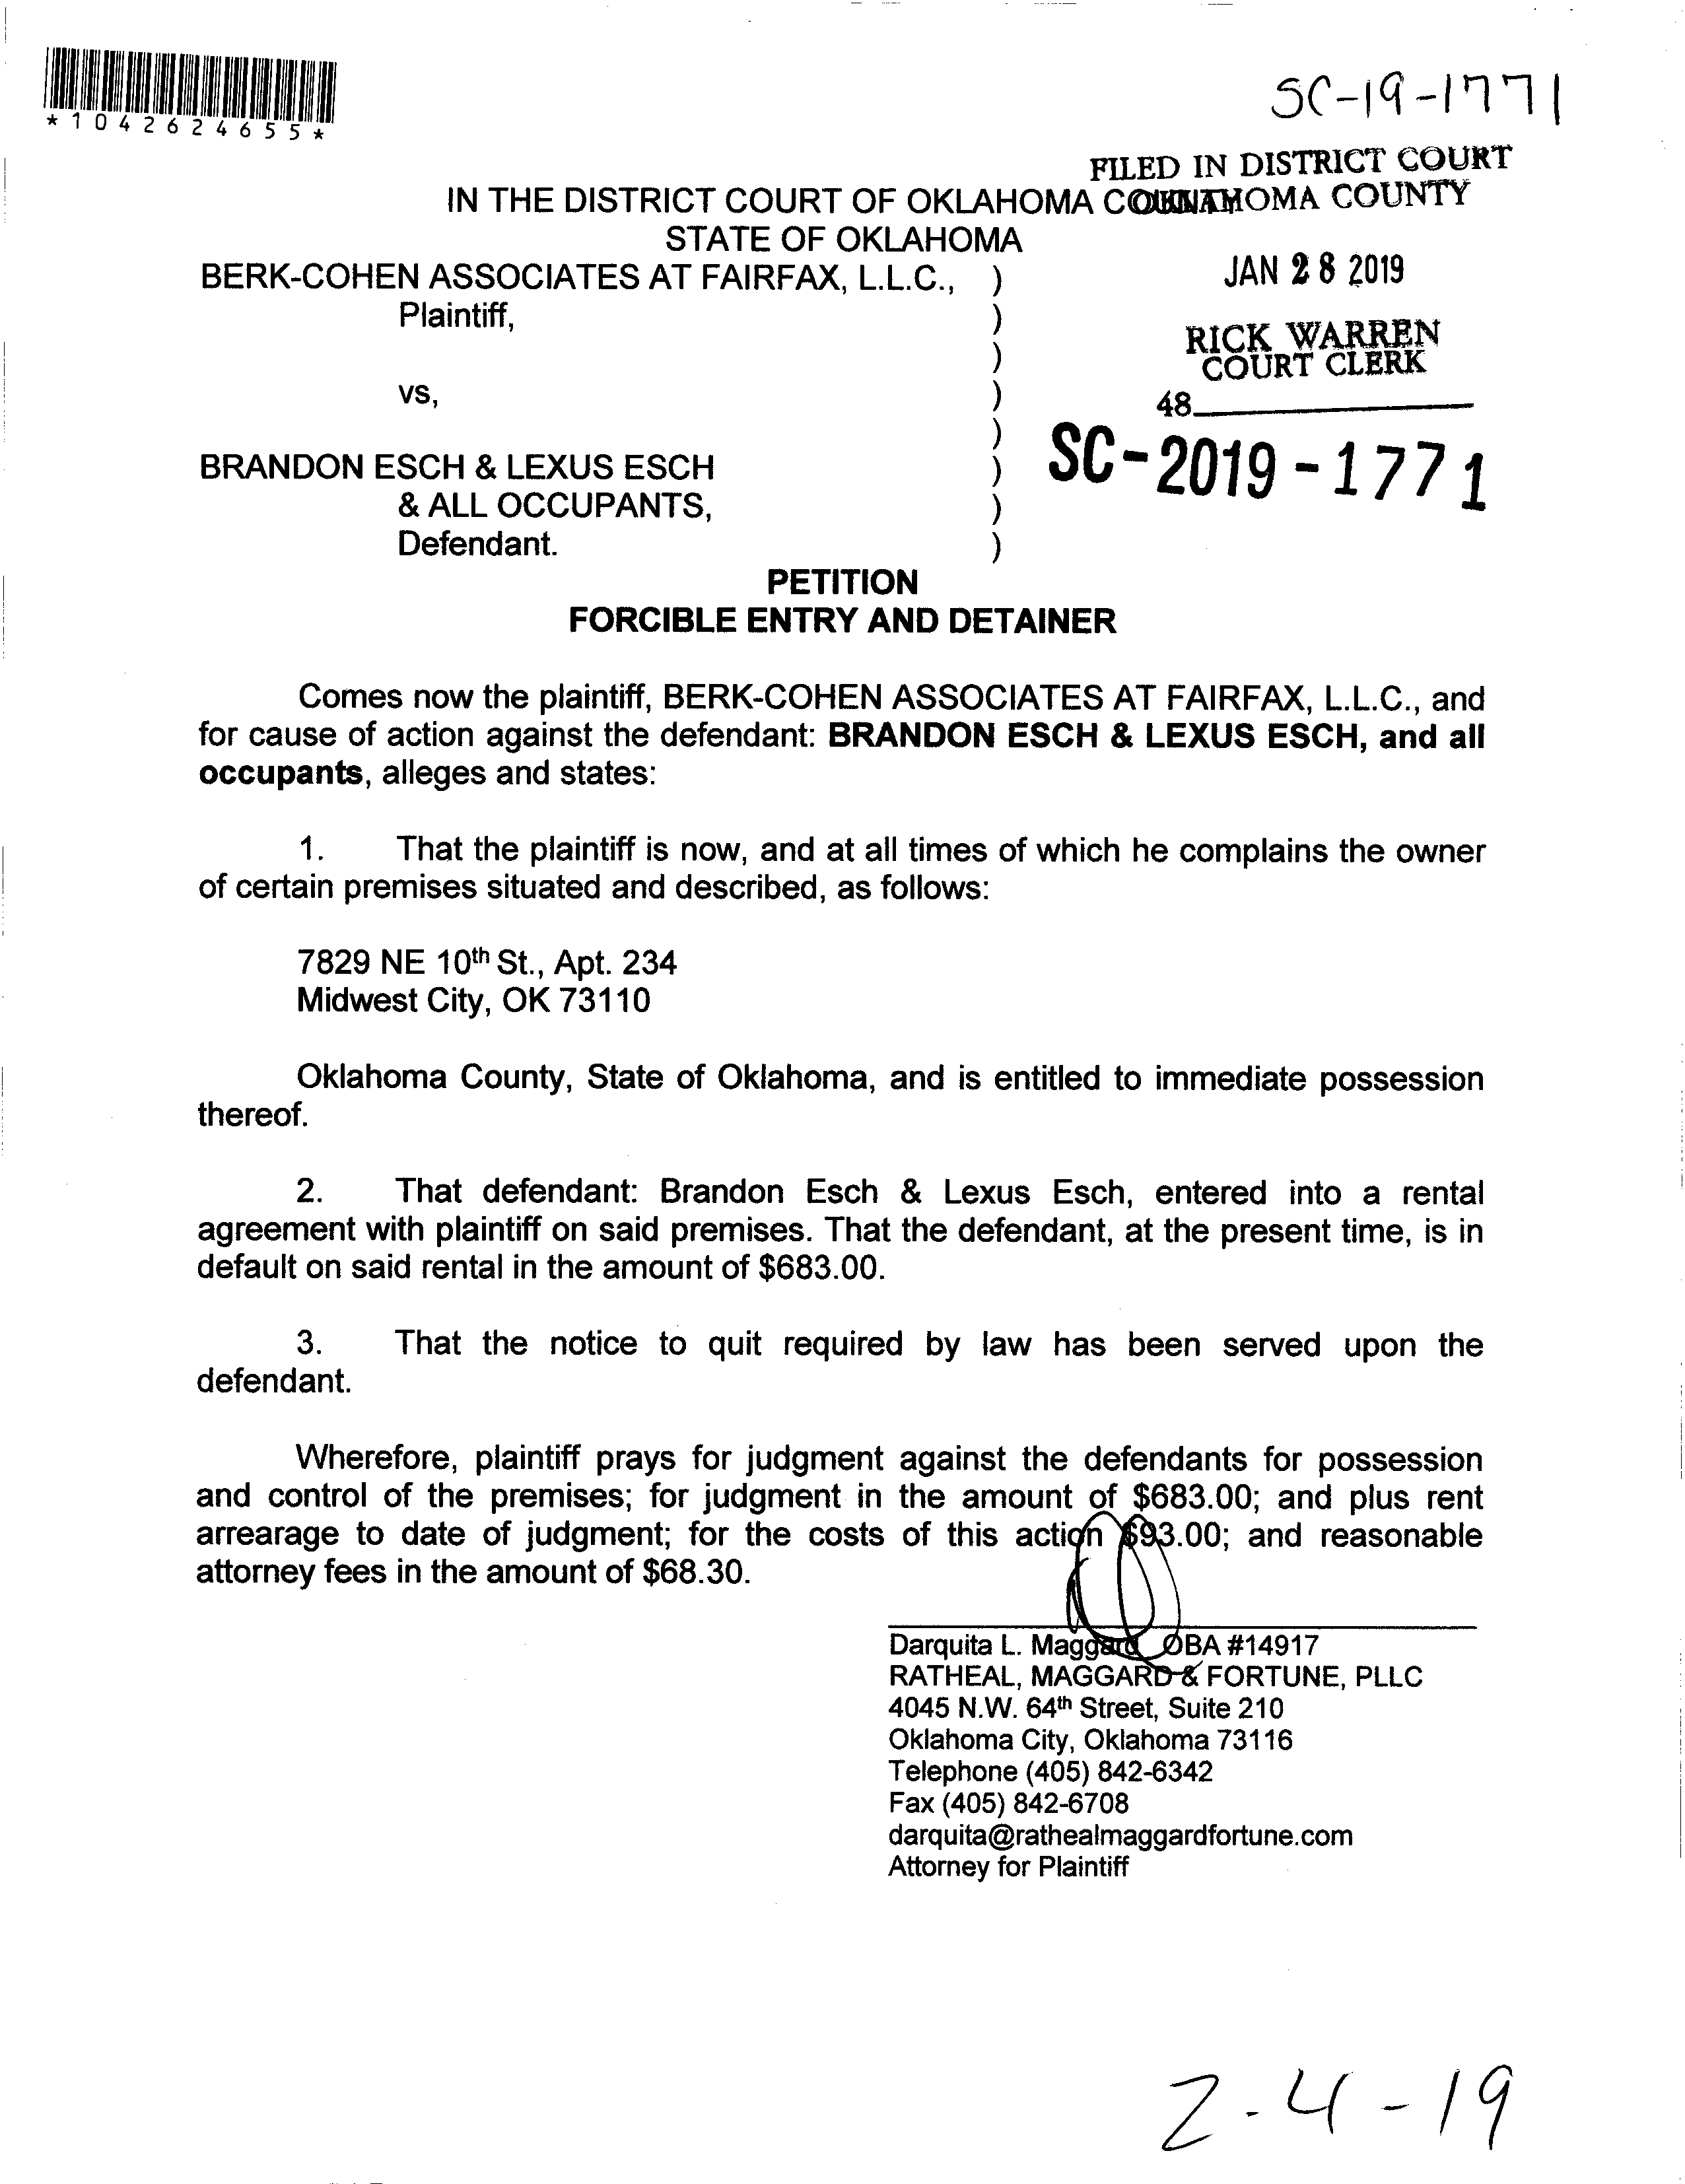 *1042624655*
SC-19-1771
FILED IN DISTRICT COURT
OKLAHOMA COUNTY
IN THE DISTRICT COURT OF OKLAHOMA COUNTY
STATE OF OKLAHOMA
JAN 28 2019
RICK WARREN
COURT CLERK
48
SC-2019-1771
BERK-COHEN ASSOCIATES AT FAIRFAX, L.L.C., )
Plaintiff, )
)
vs, )
)
BRANDON ESCH & LEXUS ESCH )
& ALL OCCUPANTS, )
Defendant. )
PETITION
FORCIBLE ENTRY AND DETAINER
Comes now the plaintiff, BERK-COHEN ASSOCIATES AT FAIRFAX, L.L.C., and
for cause of action against the defendant: BRANDON ESCH & LEXUS ESCH, and all
occupants, alleges and states:
1. That the plaintiff is now, and at all times of which he complains the owner
of certain premises situated and described, as follows:
7829 NE 10th St., Apt. 234
Midwest City, OK 73110
Oklahoma County, State of Oklahoma, and is entitled to immediate possession
thereof.
2. That defendant: Brandon Esch & Lexus Esch, entered into a rental
agreement with plaintiff on said premises. That the defendant, at the present time, is in
default on said rental in the amount of $683.00.
3. That the notice to quit required by law has been served upon the
defendant.
Wherefore, plaintiff prays for judgment against the defendants for possession
and control of the premises; for judgment in the amount of $683.00; and plus rent
arrearage to date of judgment; for the costs of this action $93.00; and reasonable
attorney fees in the amount of $68.30.
Darquita L. Maggard OBA #14917
RATHEAL, MAGGARD & FORTUNE, PLLC
4045 N.W. 64th Street, Suite 210
Oklahoma City, Oklahoma 73116
Telephone (405) 842-6342
Fax (405) 842-6708
darquita@rathealmaggardfortune.com
Attorney for Plaintiff
2-4-19